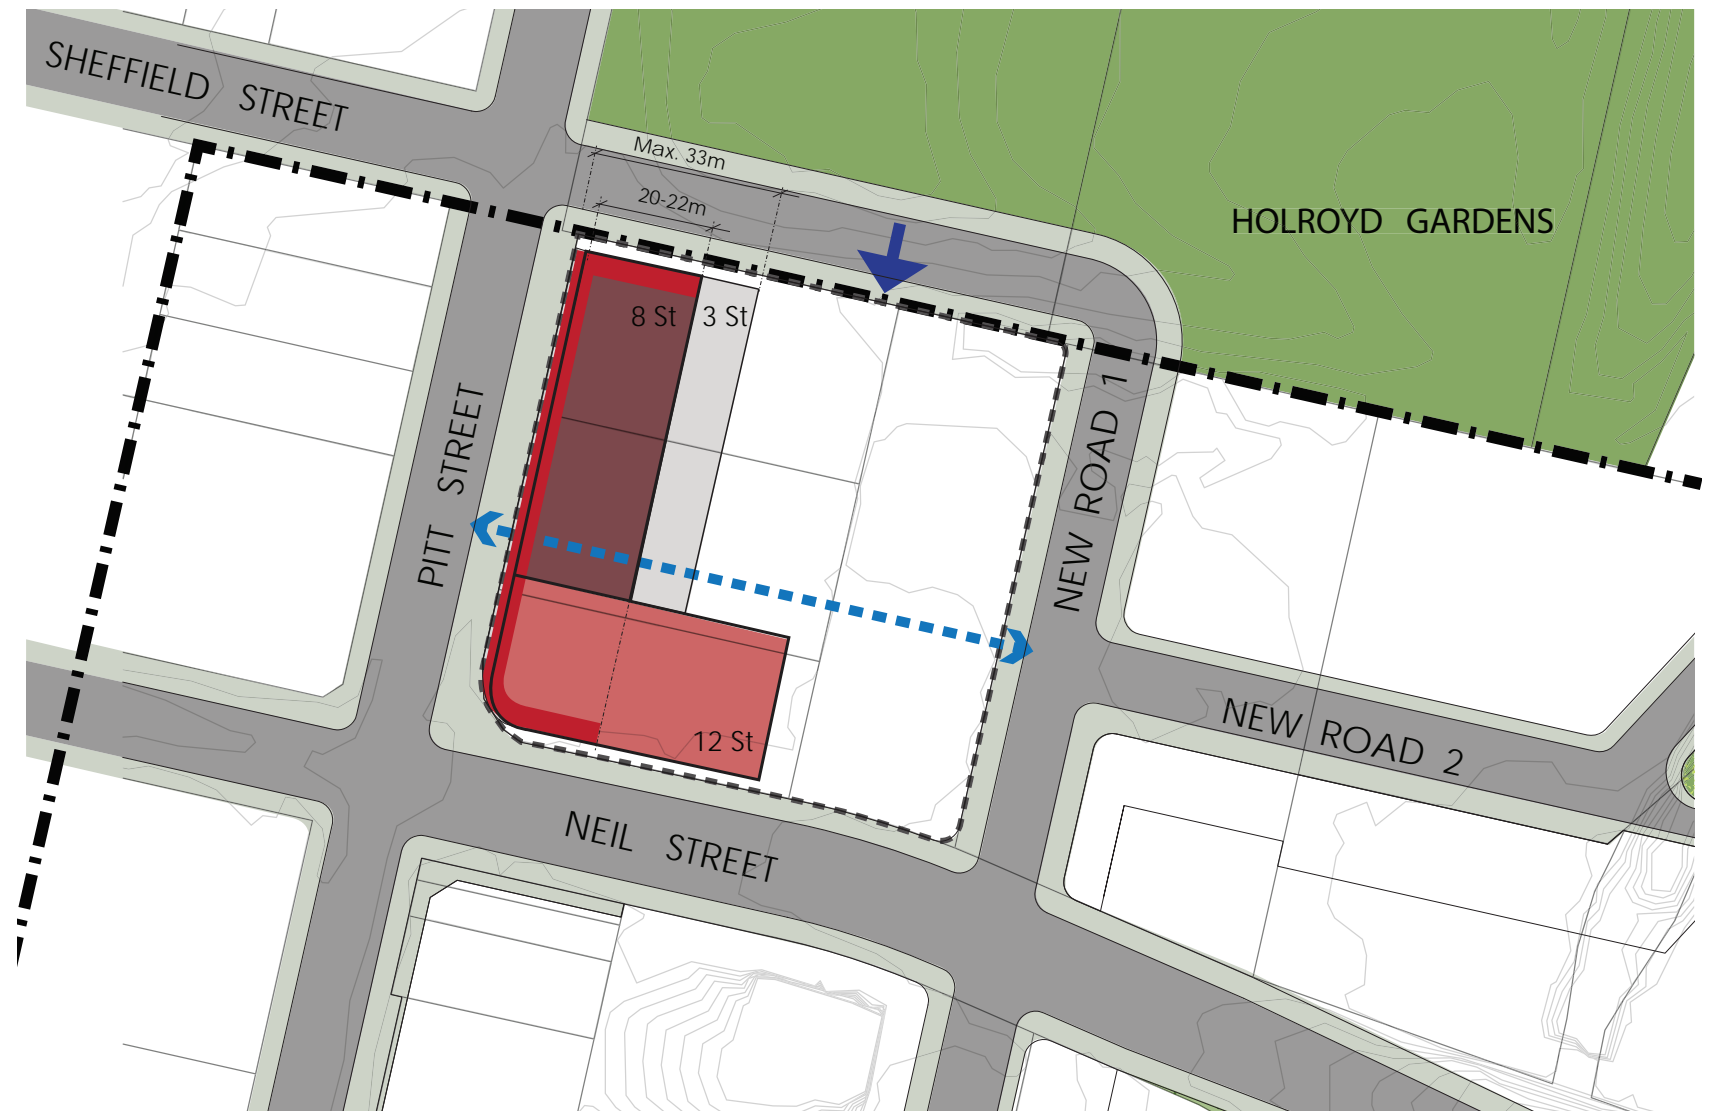 SHEFFIELD STREET
Max. 33m
20-22m
HOLROYD GARDENS
8 St
3 St
PITT STREET
NEW ROAD 1
NEW ROAD 2
12 St
NEIL STREET